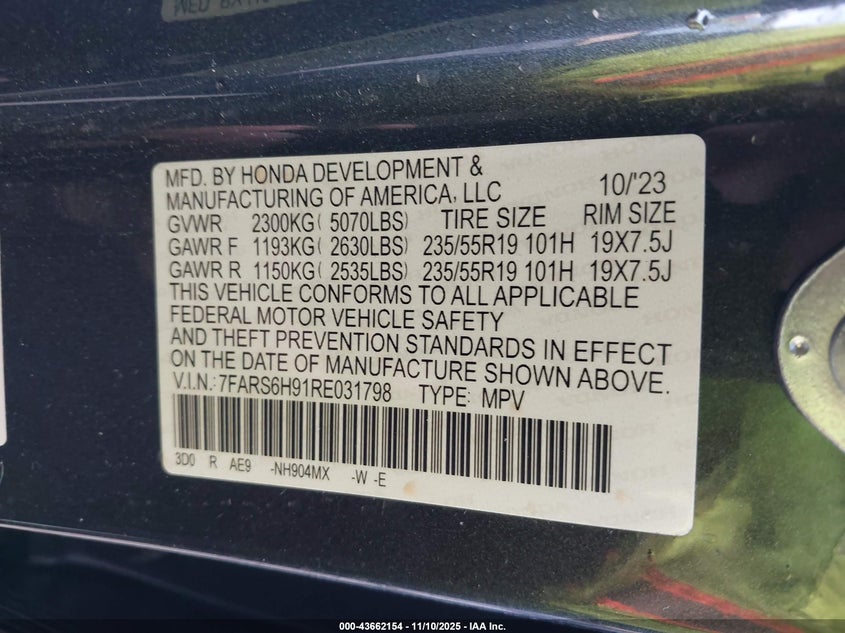 MFD. BY HONDA DEVELOPMENT &
MANUFACTURING OF AMERICA, LLC 10/'23
GVWR 2300KG( 5070LBS) TIRE SIZE RIM SIZE
GAWR F 1193KG( 2630LBS) 235/55R19 101H 19X7.5J
GAWR R 1150KG( 2535LBS) 235/55R19 101H 19X7.5J
THIS VEHICLE CONFORMS TO ALL APPLICABLE
FEDERAL MOTOR VEHICLE SAFETY
AND THEFT PREVENTION STANDARDS IN EFFECT
ON THE DATE OF MANUFACTURE SHOWN ABOVE.
V.I.N.: 7FARS6H91RE031798 TYPE: MPV
3D0 R AE9 -NH904MX -W -E
000-43662154 — 11/10/2025 — IAA Inc.